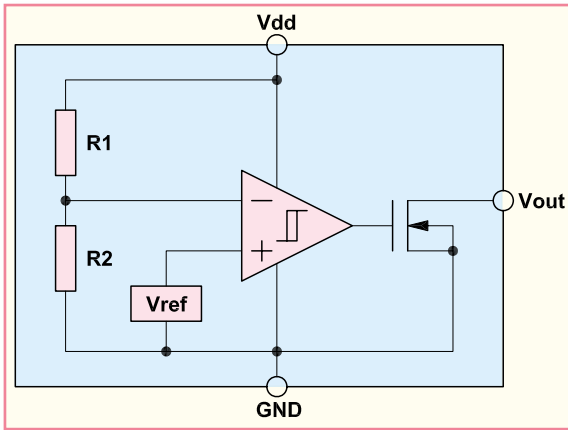 Vdd
R1
Vout
R2
Vref
GND